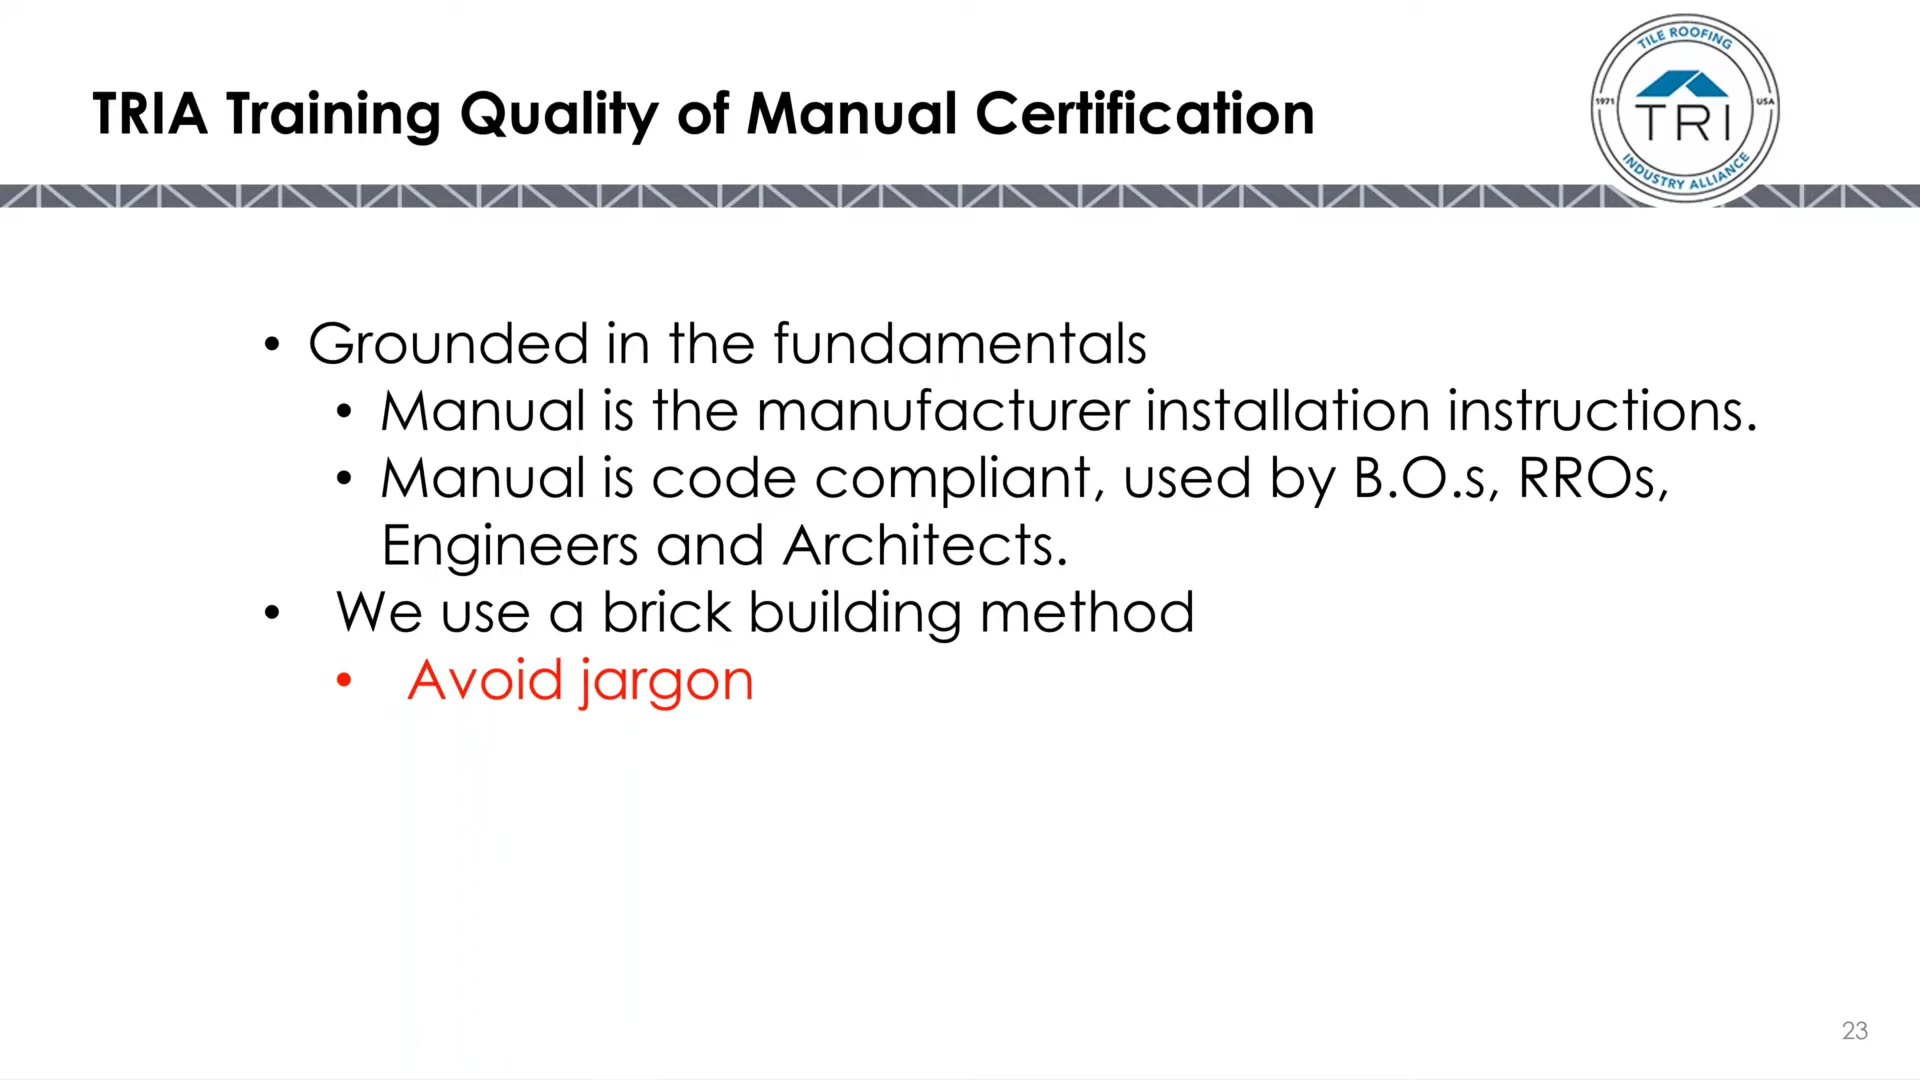 TRIA Training Quality of Manual Certification
TILE ROOFING
1971
USA
TRI
INDUSTRY ALLIANCE
• Grounded in the fundamentals
• Manual is the manufacturer installation instructions.
• Manual is code compliant, used by B.O.s, RROs,
Engineers and Architects.
• We use a brick building method
• Avoid jargon
23